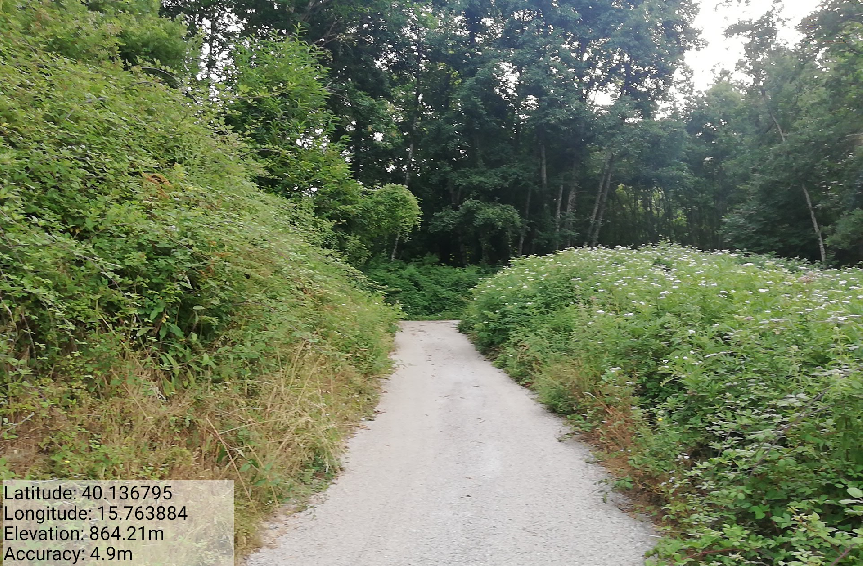 Latitude: 40.136795
Longitude: 15.763884
Elevation: 864.21m
Accuracy: 4.9m